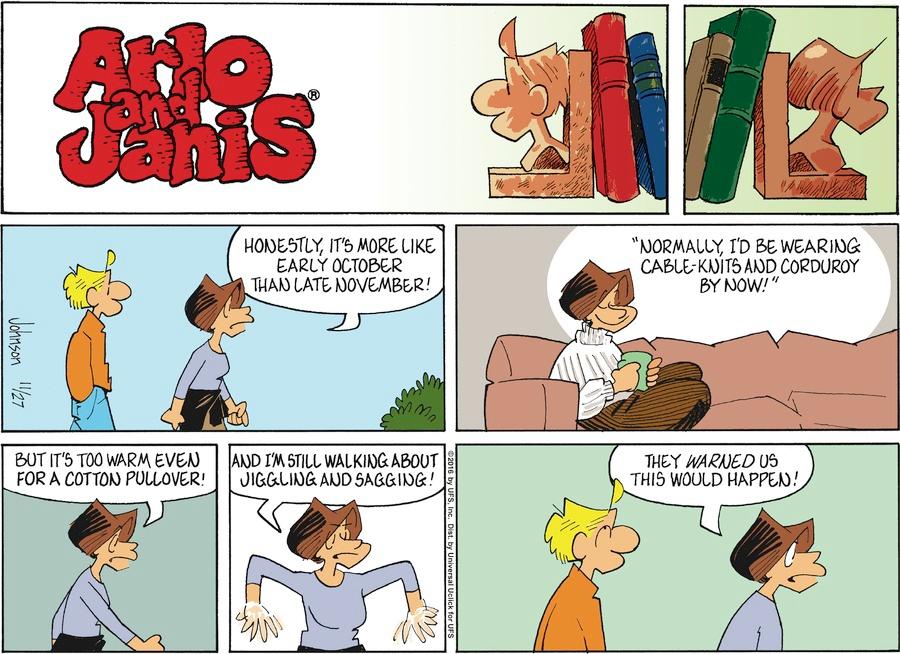 Arlo
and
Janis®
HONESTLY, IT'S MORE LIKE
EARLY OCTOBER
THAN LATE NOVEMBER!
Johnson 11/27
"NORMALLY, I'D BE WEARING
CABLE-KNITS AND CORDUROY
BY NOW!"
BUT IT'S TOO WARM EVEN
FOR A COTTON PULLOVER!
AND I'M STILL WALKING ABOUT
JIGGLING AND SAGGING!
©2016 by UFS, Inc. Dist. by Universal Uclick for UFS
THEY WARNED US
THIS WOULD HAPPEN!